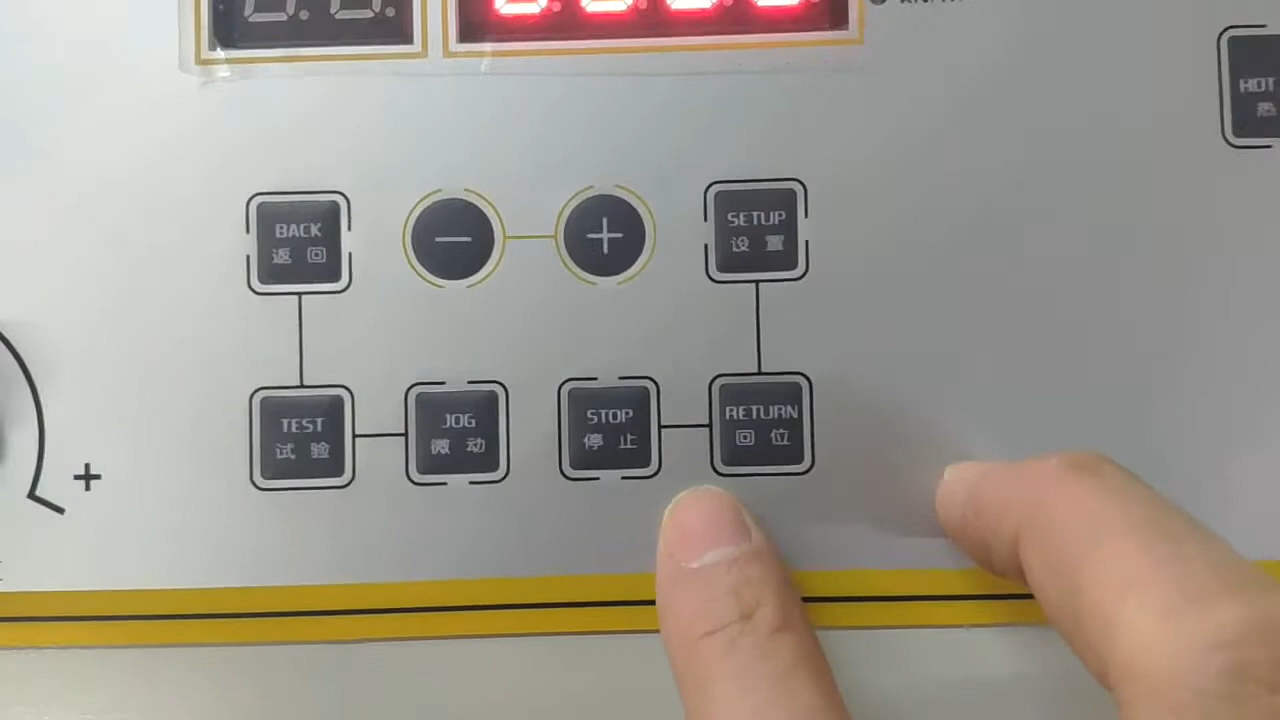 HOT
热
BACK
返 回
−
+
SETUP
设 置
TEST
试 验
JOG
微 动
STOP
停 止
RETURN
回 位
+